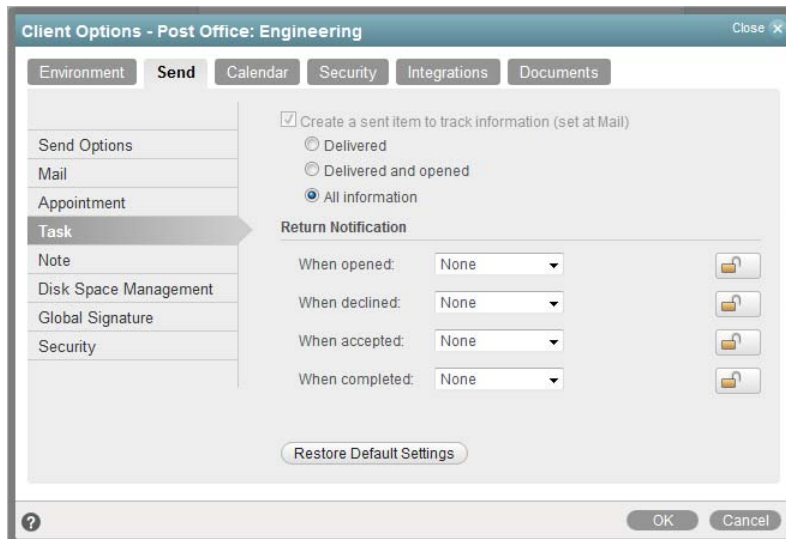 Client Options - Post Office: Engineering
Close
Environment Send Calendar Security Integrations Documents
Send Options
Mail
Appointment
Task
Note
Disk Space Management
Global Signature
Security
Create a sent item to track information (set at Mail)
Delivered
Delivered and opened
All information
Return Notification
When opened: None
When declined: None
When accepted: None
When completed: None
Restore Default Settings
? OK Cancel